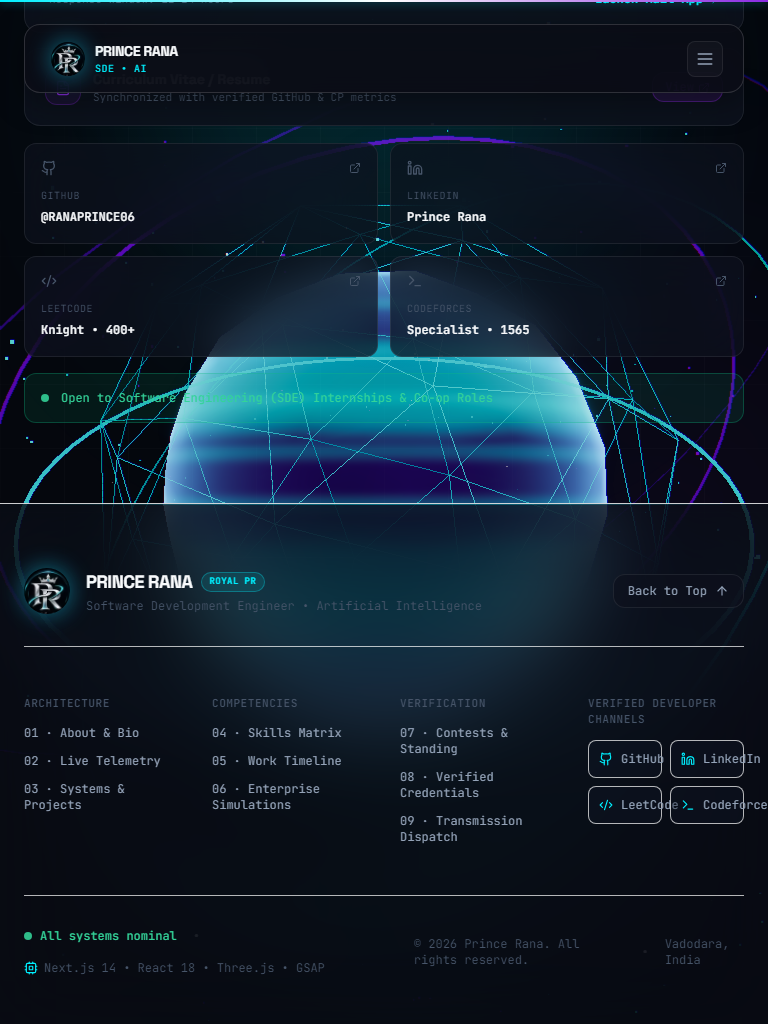 PRINCE RANA
SDE • AI
Curriculum Vitae / Resume
Synchronized with verified GitHub & CP metrics
GITHUB
@RANAPRINCE06
LINKEDIN
Prince Rana
LEETCODE
Knight • 400+
CODEFORCES
Specialist • 1565
Open to Software Engineering (SDE) Internships & Co-op Roles
PRINCE RANA
ROYAL PR
Software Development Engineer • Artificial Intelligence
Back to Top
ARCHITECTURE
01 · About & Bio
02 · Live Telemetry
03 · Systems &
Projects
COMPETENCIES
04 · Skills Matrix
05 · Work Timeline
06 · Enterprise
Simulations
VERIFICATION
07 · Contests &
Standing
08 · Verified
Credentials
09 · Transmission
Dispatch
VERIFIED DEVELOPER
CHANNELS
GitHub
LinkedIn
LeetCode
Codeforces
All systems nominal
Next.js 14 • React 18 • Three.js • GSAP
© 2026 Prince Rana. All
rights reserved.
Vadodara,
India